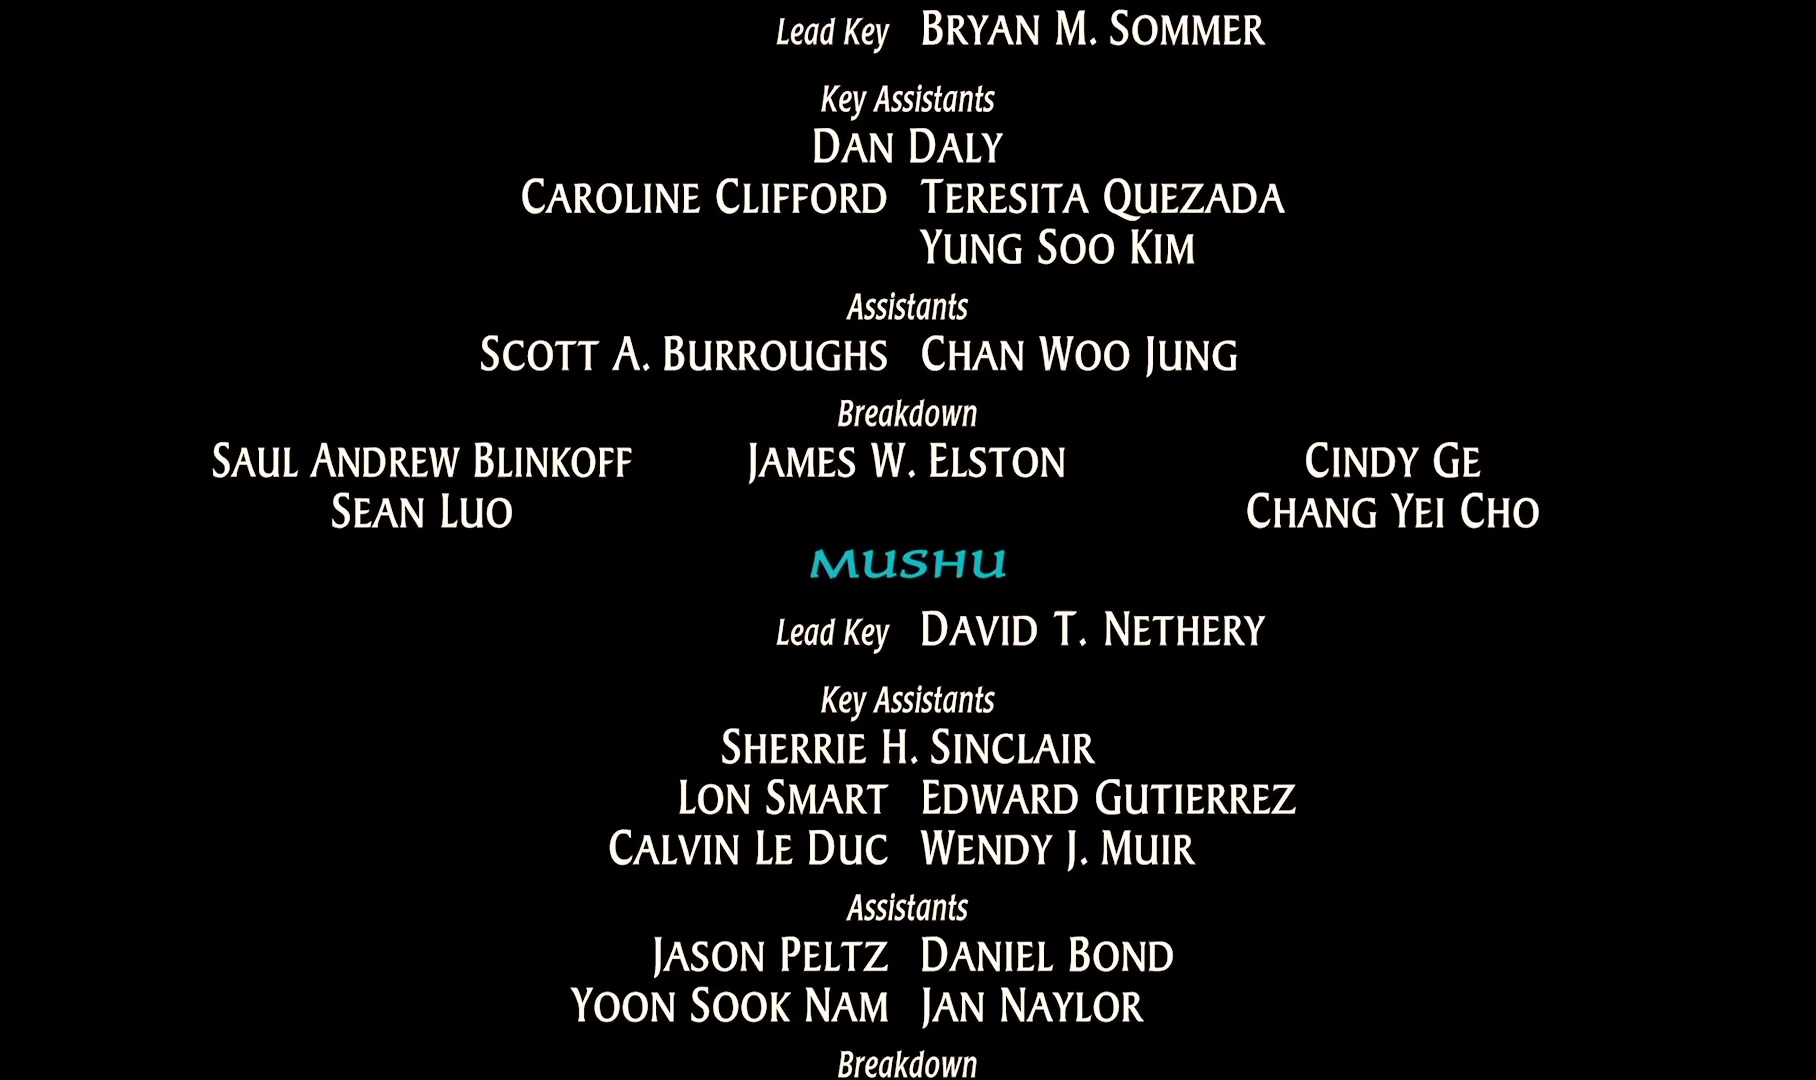 Lead Key BRYAN M. SOMMER
Key Assistants
DAN DALY
CAROLINE CLIFFORD TERESITA QUEZADA
YUNG SOO KIM
Assistants
SCOTT A. BURROUGHS CHAN WOO JUNG
Breakdown
SAUL ANDREW BLINKOFF JAMES W. ELSTON CINDY GE
SEAN LUO CHANG YEI CHO
MUSHU
Lead Key DAVID T. NETHERY
Key Assistants
SHERRIE H. SINCLAIR
LON SMART EDWARD GUTIERREZ
CALVIN LE DUC WENDY J. MUIR
Assistants
JASON PELTZ DANIEL BOND
YOON SOOK NAM JAN NAYLOR
Breakdown